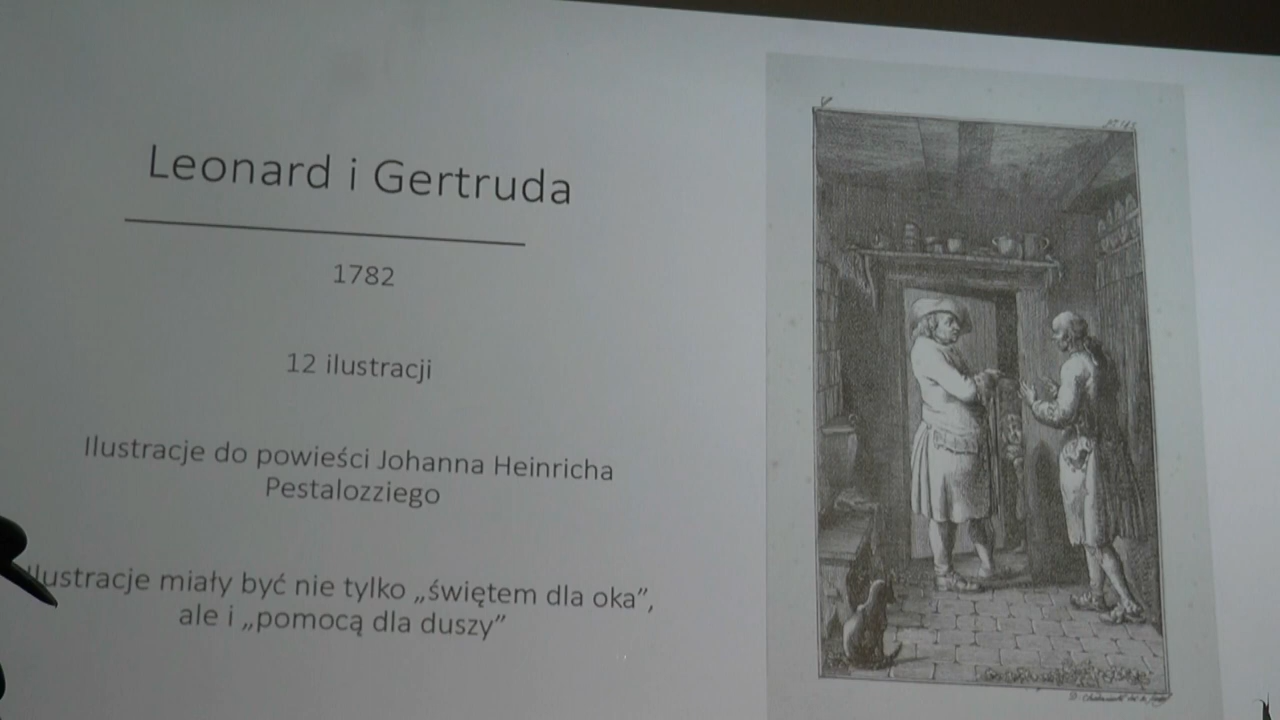 Leonard i Gertruda
1782
12 ilustracji
Ilustracje do powieści Johanna Heinricha
Pestalozziego
Ilustracje miały być nie tylko „świętem dla oka”,
ale i „pomocą dla duszy”